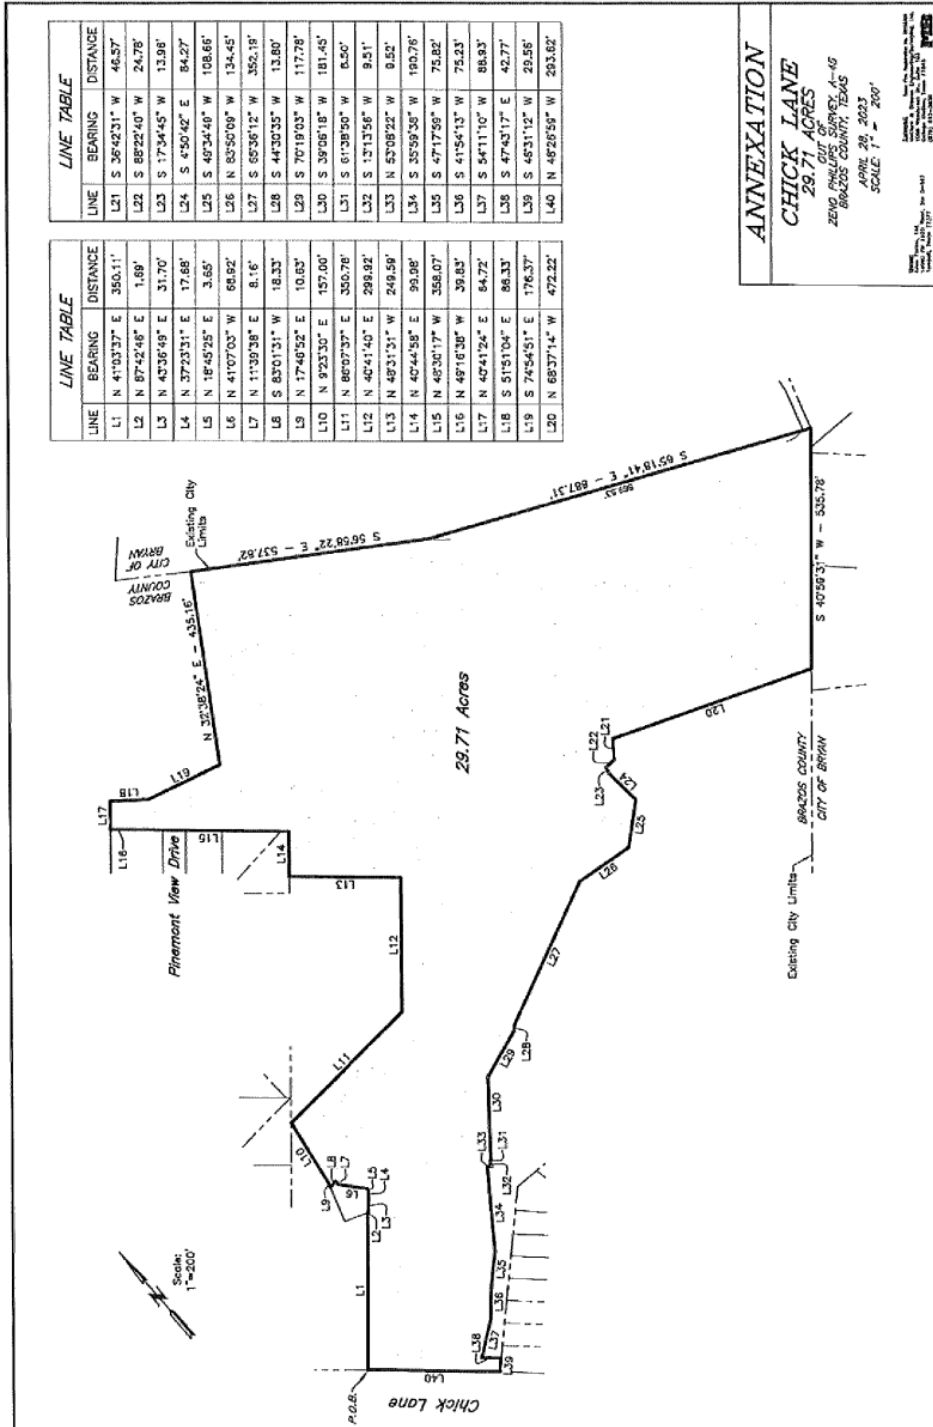 LINE TABLE
LINE BEARING DISTANCE
L1 N 41°03'37" E 350.11'
L2 N 87°42'46" E 1.69'
L3 N 43°36'49" E 31.70'
L4 N 37°23'31" E 17.68'
L5 N 18°45'25" E 3.65'
L6 N 41°07'03" W 68.92'
L7 N 11°39'38" E 8.16'
L8 S 83°01'31" W 18.33'
L9 N 17°46'52" E 10.63'
L10 N 9°23'30" E 157.00'
L11 N 86°07'37" E 350.78'
L12 N 40°41'40" E 299.92'
L13 N 48°31'31" W 249.59'
L14 N 40°44'58" E 99.98'
L15 N 48°30'17" W 358.07'
L16 N 49°16'38" W 39.83'
L17 N 40°41'24" E 64.72'
L18 S 51°51'04" E 86.33'
L19 S 74°54'51" E 176.37'
L20 N 68°37'14" W 472.22'
LINE TABLE
LINE BEARING DISTANCE
L21 S 36°42'31" W 46.57'
L22 S 88°22'40" W 24.78'
L23 S 17°34'45" W 13.98'
L24 S 4°50'42" E 84.27'
L25 S 49°34'46" W 108.66'
L26 N 83°50'09" W 134.45'
L27 S 65°36'12" W 352.19'
L28 S 44°30'35" W 13.80'
L29 S 70°19'03" W 117.78'
L30 S 39°06'18" W 181.45'
L31 S 61°38'50" W 6.50'
L32 S 13°13'56" W 9.51'
L33 N 53°08'22" W 9.52'
L34 S 35°59'36" W 190.76'
L35 S 47°17'59" W 75.82'
L36 S 41°54'13" W 75.23'
L37 S 54°11'10" W 88.93'
L38 S 47°43'17" E 42.77'
L39 S 46°31'12" W 29.56'
L40 N 48°26'59" W 293.62'
Scale:
1"=200'
P.O.B.
Chick Lane
L40
L1
L2
L3
L4
L5
L6
L7
L8
L9
L10
L11
L12
L13
L14
L15
L16
L17
L18
L19
Pinemont View Drive
N 32°38'24" E - 435.16'
BRAZOS COUNTY
CITY OF BRYAN
Existing City
Limits
S 56°58'22" E - 537.82'
S 65°18'41" E - 887.31'
S 40°59'31" W - 535.78'
29.71 Acres
L20
L21
L22
L23
L24
L25
L26
L27
L28
L29
L30
L31
L32
L33
L34
L35
L36
L37
L38
L39
Existing City Limits
BRAZOS COUNTY
CITY OF BRYAN
ANNEXATION
CHICK LANE
29.71 ACRES
OUT OF
ZENO PHILLIPS SURVEY, A-45
BRAZOS COUNTY, TEXAS
APRIL 28, 2023
SCALE: 1" = 200'